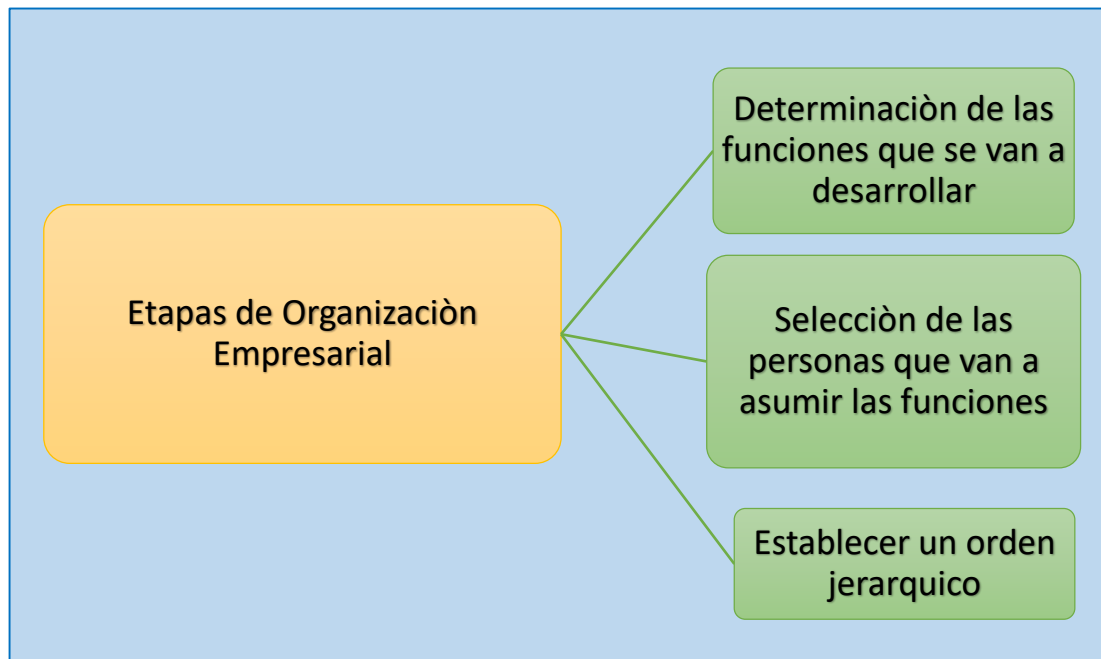 Etapas de Organizaciòn
Empresarial
Determinaciòn de las
funciones que se van a
desarrollar
Selecciòn de las
personas que van a
asumir las funciones
Establecer un orden
jerarquico